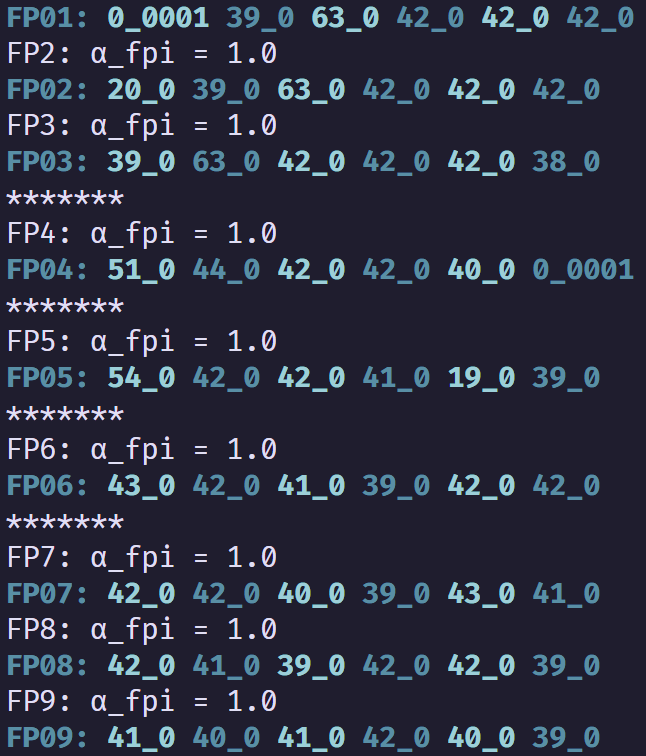 FP01: 0_0001 39_0 63_0 42_0 42_0 42_0
FP2: α_fpi = 1.0
FP02: 20_0 39_0 63_0 42_0 42_0 42_0
FP3: α_fpi = 1.0
FP03: 39_0 63_0 42_0 42_0 42_0 38_0
*******
FP4: α_fpi = 1.0
FP04: 51_0 44_0 42_0 42_0 40_0 0_0001
*******
FP5: α_fpi = 1.0
FP05: 54_0 42_0 42_0 41_0 19_0 39_0
*******
FP6: α_fpi = 1.0
FP06: 43_0 42_0 41_0 39_0 42_0 42_0
*******
FP7: α_fpi = 1.0
FP07: 42_0 42_0 40_0 39_0 43_0 41_0
FP8: α_fpi = 1.0
FP08: 42_0 41_0 39_0 42_0 42_0 39_0
FP9: α_fpi = 1.0
FP09: 41_0 40_0 41_0 42_0 40_0 39_0